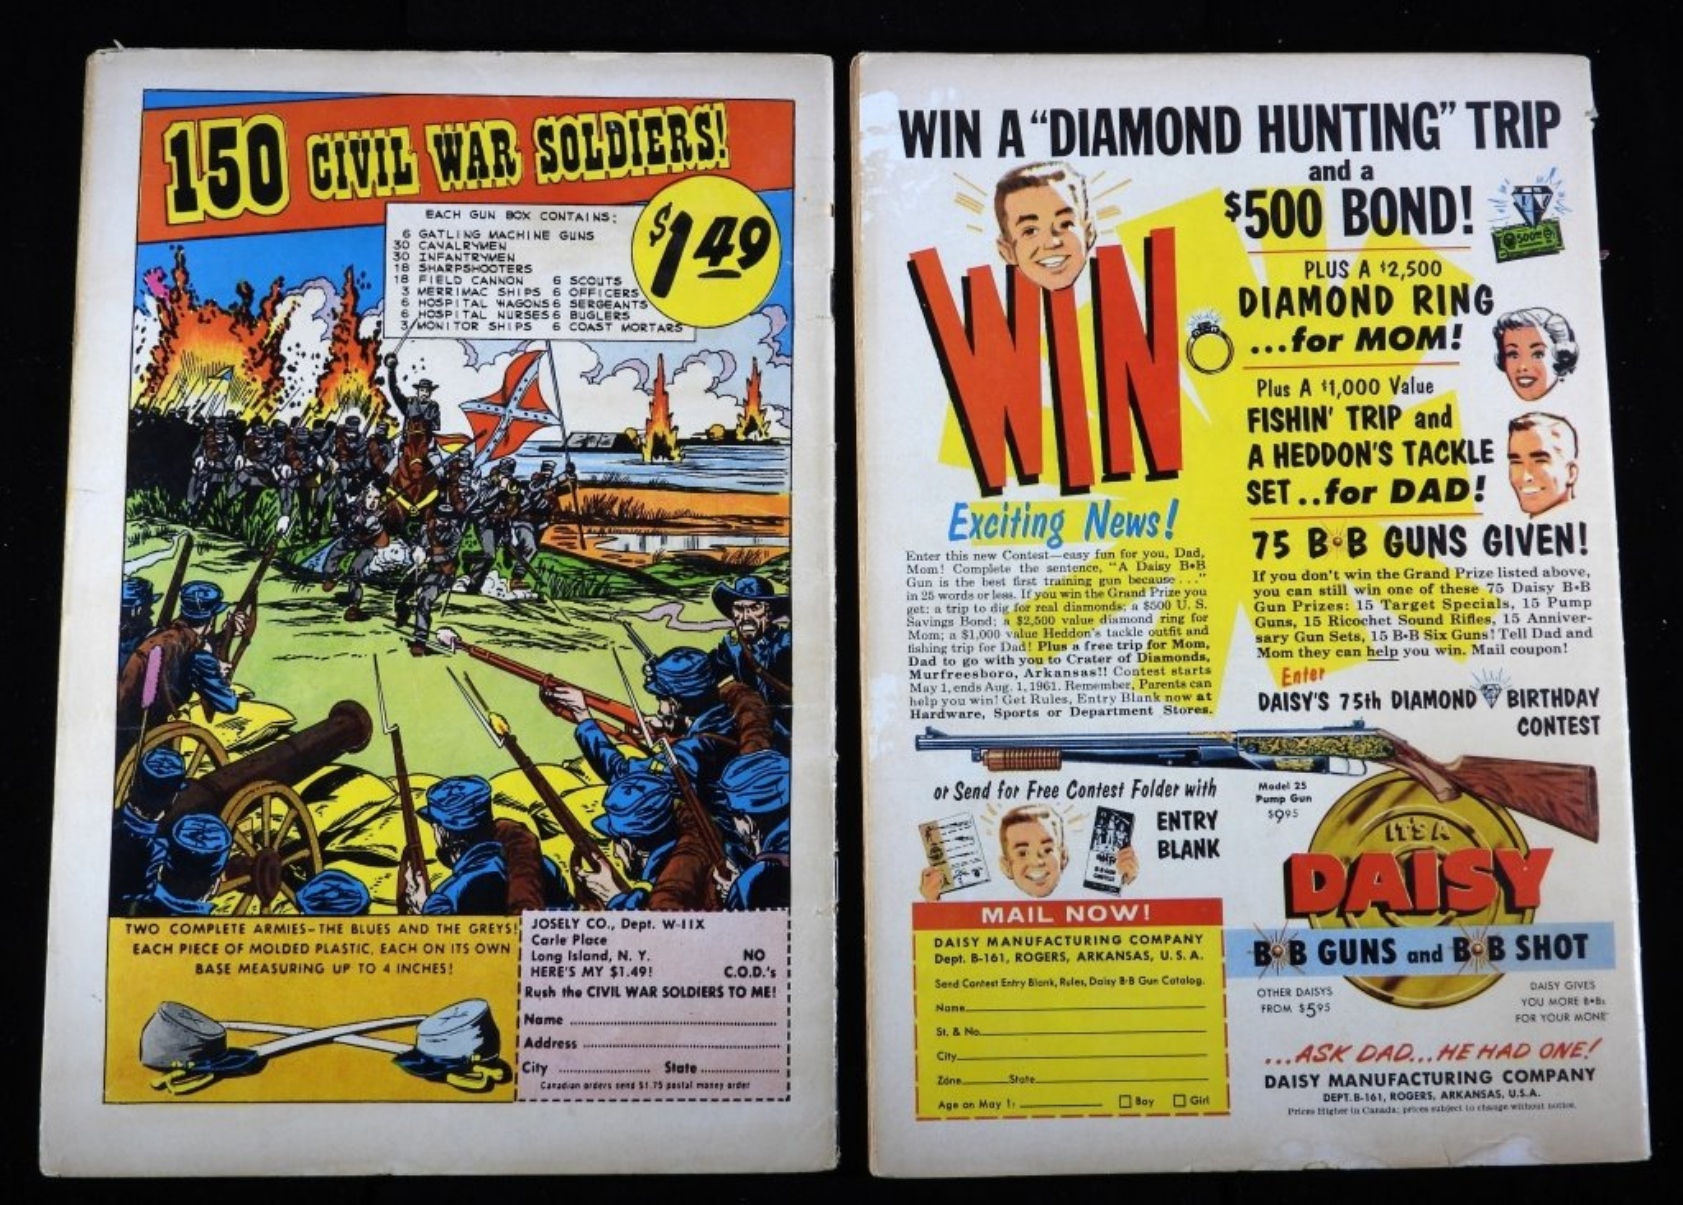 150 CIVIL WAR SOLDIERS!
$1.49
EACH GUN BOX CONTAINS:
6 GATLING MACHINE GUNS
30 CAVALRYMEN
30 INFANTRYMEN
18 SHARPSHOOTERS
18 FIELD CANNON 6 SCOUTS
3 MERRIMAC SHIPS 6 OFFICERS
6 HOSPITAL WAGONS 6 SERGEANTS
6 HOSPITAL NURSES 6 BUGLERS
3 MONITOR SHIPS 6 COAST MORTARS
TWO COMPLETE ARMIES–THE BLUES AND THE GREYS!
EACH PIECE OF MOLDED PLASTIC, EACH ON ITS OWN
BASE MEASURING UP TO 4 INCHES!
JOSELY CO., Dept. W-11X
Carle Place
Long Island, N. Y. NO
HERE'S MY $1.49! C.O.D.'s
Rush the CIVIL WAR SOLDIERS TO ME!
Name
Address
City State
Canadian orders send $1.75 postal money order
WIN A "DIAMOND HUNTING" TRIP
and a
$500 BOND!
WIN
PLUS A $2,500
DIAMOND RING
...for MOM!
Plus A $1,000 Value
FISHIN' TRIP and
A HEDDON'S TACKLE
SET..for DAD!
Exciting News!
Enter this new Contest—easy fun for you, Dad,
Mom! Complete the sentence, "A Daisy B•B
Gun is the best first training gun because..."
in 25 words or less. If you win the Grand Prize you
get: a trip to dig for real diamonds; a $500 U. S.
Savings Bond; a $2,500 value diamond ring for
Mom; a $1,000 value Heddon's tackle outfit and
fishing trip for Dad! Plus a free trip for Mom,
Dad to go with you to Crater of Diamonds,
Murfreesboro, Arkansas!! Contest starts
May 1, ends Aug. 1, 1961. Remember, Parents can
help you win! Get Rules, Entry Blank now at
Hardware, Sports or Department Stores.
75 B•B GUNS GIVEN!
If you don't win the Grand Prize listed above,
you can still win one of these 75 Daisy B•B
Gun Prizes: 15 Target Specials, 15 Pump
Guns, 15 Ricochet Sound Rifles, 15 Anniver-
sary Gun Sets, 15 B•B Six Guns! Tell Dad and
Mom they can help you win. Mail coupon!
Enter
DAISY'S 75th DIAMOND BIRTHDAY
CONTEST
or Send for Free Contest Folder with
ENTRY
BLANK
Model 25
Pump Gun
$9.95
IT'S A
DAISY
B•B GUNS and B•B SHOT
OTHER DAISYS
FROM $5.95
DAISY GIVES
YOU MORE B•Bs
FOR YOUR MONEY
...ASK DAD...HE HAD ONE!
DAISY MANUFACTURING COMPANY
DEPT. B-161, ROGERS, ARKANSAS, U.S.A.
Prices Higher in Canada; prices subject to change without notice.
MAIL NOW!
DAISY MANUFACTURING COMPANY
Dept. B-161, ROGERS, ARKANSAS, U. S. A.
Send Contest Entry Blank, Rules, Daisy B-B Gun Catalog.
Name
St. & No.
City
Zone State
Age on May 1: Boy Girl